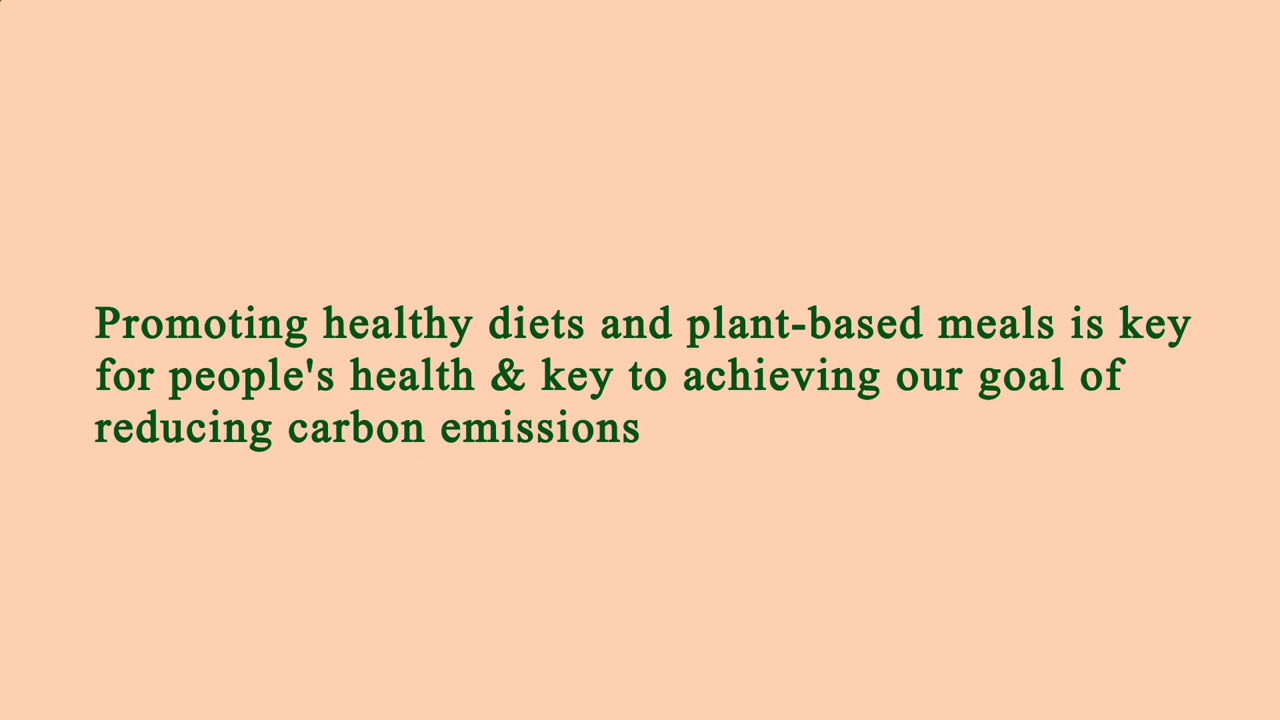 Promoting healthy diets and plant-based meals is key
for people's health & key to achieving our goal of
reducing carbon emissions